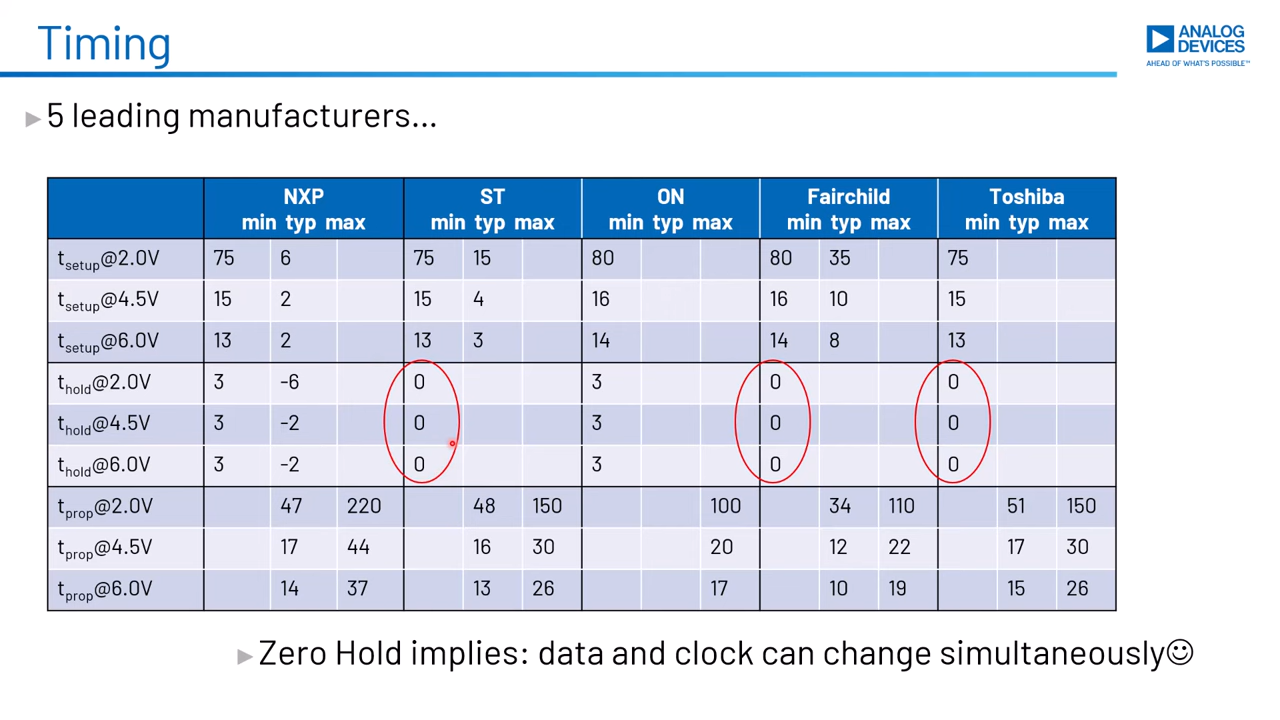 Timing
ANALOG
DEVICES
AHEAD OF WHAT'S POSSIBLE™
5 leading manufacturers...
NXP ST ON Fairchild Toshiba
min typ max min typ max min typ max min typ max min typ max
tsetup@2.0V 75 6 75 15 80 80 35 75
tsetup@4.5V 15 2 15 4 16 16 10 15
tsetup@6.0V 13 2 13 3 14 14 8 13
thold@2.0V 3 -6 0 3 0 0
thold@4.5V 3 -2 0 3 0 0
thold@6.0V 3 -2 0 3 0 0
tprop@2.0V 47 220 48 150 100 34 110 51 150
tprop@4.5V 17 44 16 30 20 12 22 17 30
tprop@6.0V 14 37 13 26 17 10 19 15 26
Zero Hold implies: data and clock can change simultaneously☺